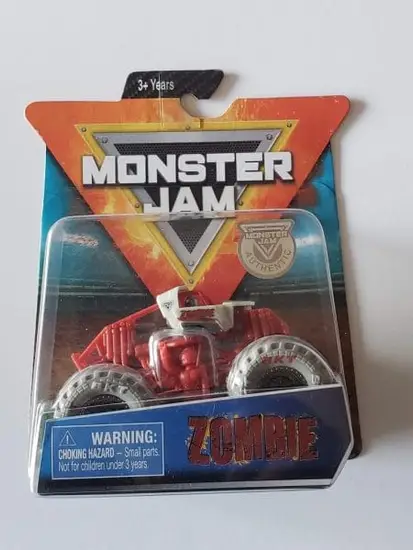 3+ Years
MONSTER
JAM
MONSTER
JAM
AUTHENTIC
BKT
ZOMBIE
WARNING:
CHOKING HAZARD – Small parts.
Not for children under 3 years